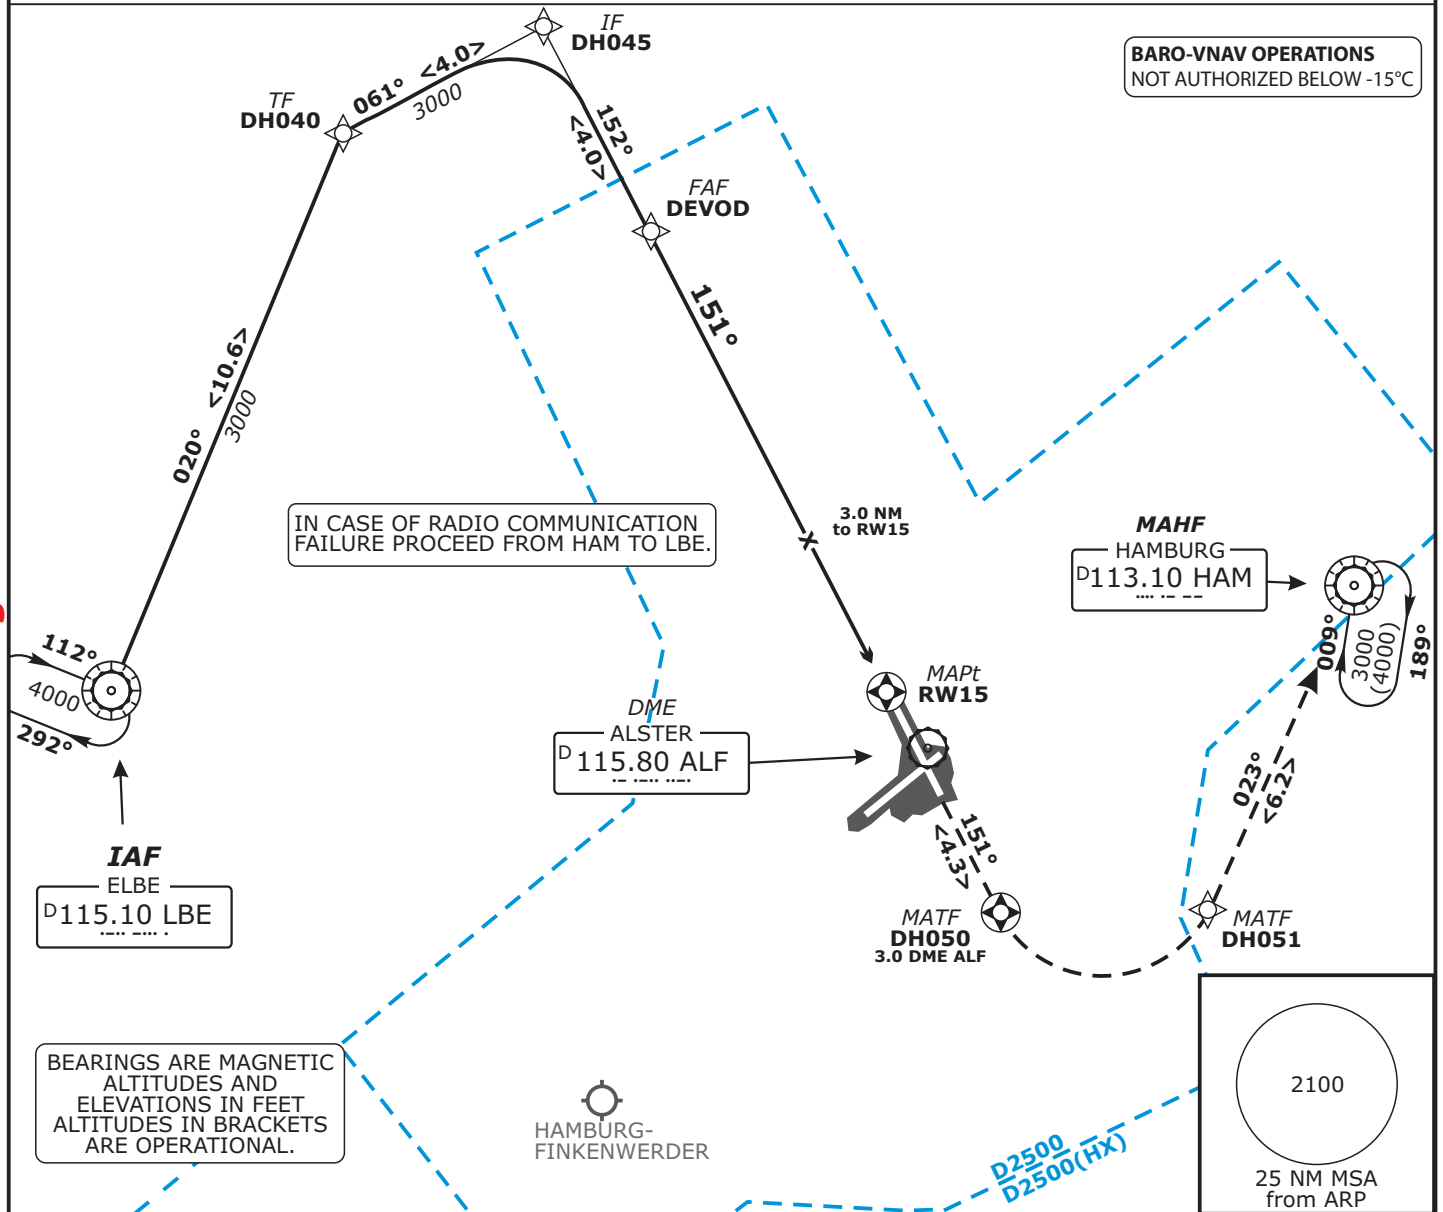 IF
DH045
BARO-VNAV OPERATIONS
NOT AUTHORIZED BELOW -15°C
TF
DH040
061° <4.0>
3000
152°
<4.0>
FAF
DEVOD
151°
020° <10.6>
3000
3.0 NM
to RW15
IN CASE OF RADIO COMMUNICATION
FAILURE PROCEED FROM HAM TO LBE.
MAHF
HAMBURG
D113.10 HAM
009°
3000
(4000)
189°
112°
4000
292°
MAPt
RW15
DME
ALSTER
D 115.80 ALF
IAF
ELBE
D115.10 LBE
151°
<4.3>
023°
<6.2>
MATF
DH050
3.0 DME ALF
MATF
DH051
BEARINGS ARE MAGNETIC
ALTITUDES AND
ELEVATIONS IN FEET
ALTITUDES IN BRACKETS
ARE OPERATIONAL.
HAMBURG-
FINKENWERDER
D2500
D2500(HX)
2100
25 NM MSA
from ARP